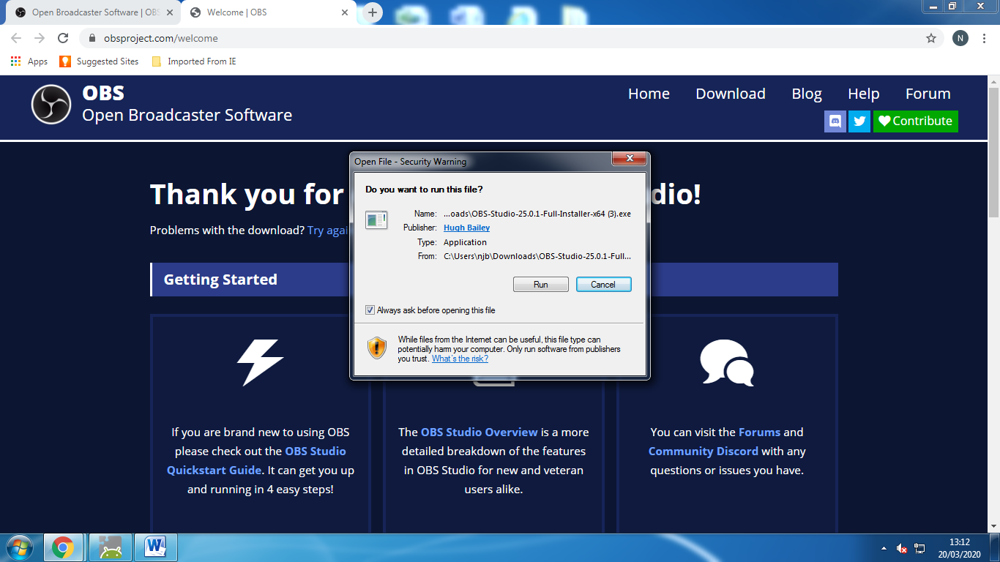 Open Broadcaster Software | OBS
Welcome | OBS
obsproject.com/welcome
N
Apps
Suggested Sites
Imported From IE
OBS
Open Broadcaster Software
Home
Download
Blog
Help
Forum
Contribute
Open File - Security Warning
Do you want to run this file?
Name: ...oads\OBS-Studio-25.0.1-Full-Installer-x64 (3).exe
Publisher: Hugh Bailey
Type: Application
From: C:\Users\njb\Downloads\OBS-Studio-25.0.1-Full...
Run
Cancel
Always ask before opening this file
While files from the Internet can be useful, this file type can
potentially harm your computer. Only run software from publishers
you trust. What's the risk?
Thank you for dio!
Problems with the download? Try agai
Getting Started
If you are brand new to using OBS
please check out the OBS Studio
Quickstart Guide. It can get you up
and running in 4 easy steps!
The OBS Studio Overview is a more
detailed breakdown of the features
in OBS Studio for new and veteran
users alike.
You can visit the Forums and
Community Discord with any
questions or issues you have.
W
13:12
20/03/2020